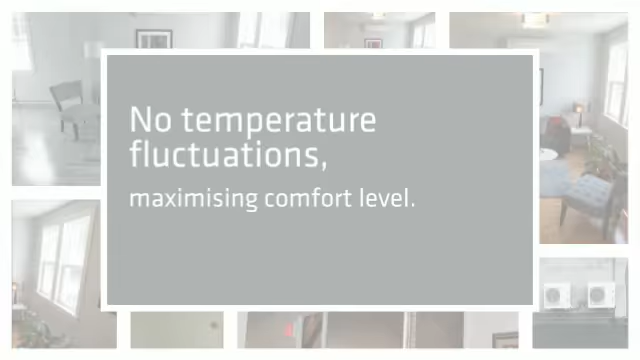 No temperature
fluctuations,
maximising comfort level.